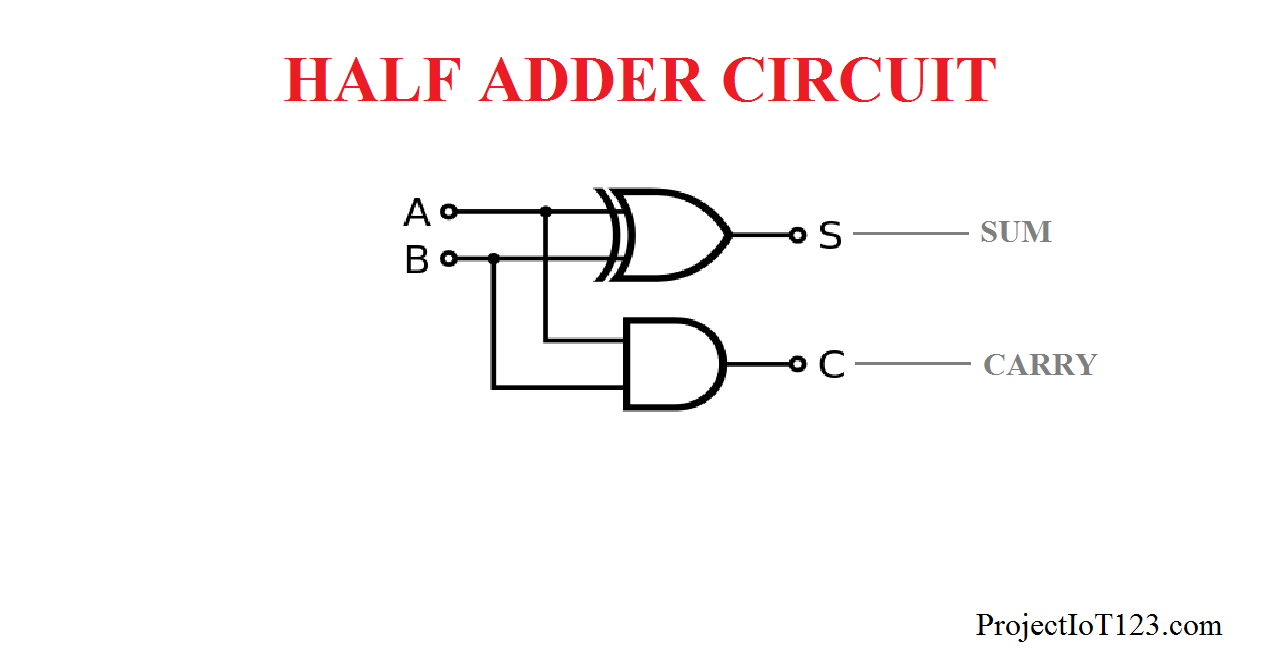 HALF ADDER CIRCUIT
A
B
S SUM
C CARRY
ProjectIoT123.com